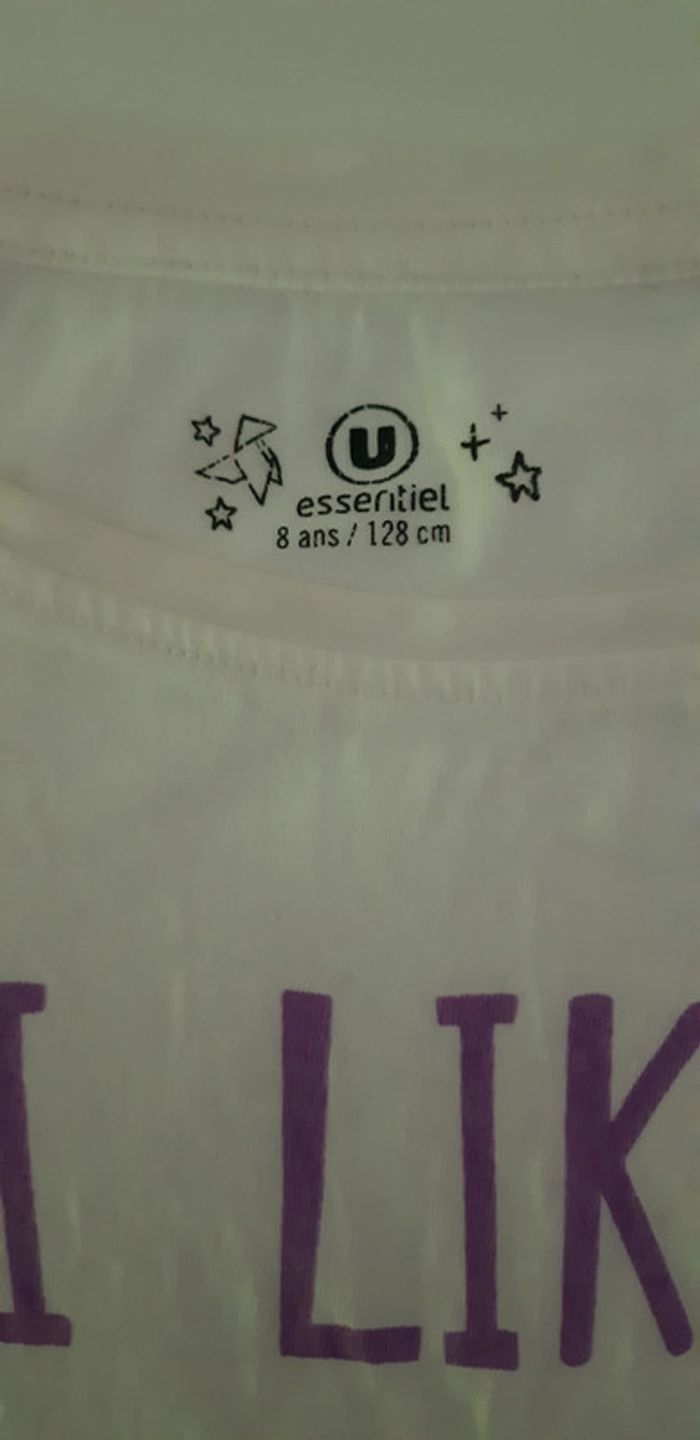 U
essentiel
8 ans / 128 cm
I LIK